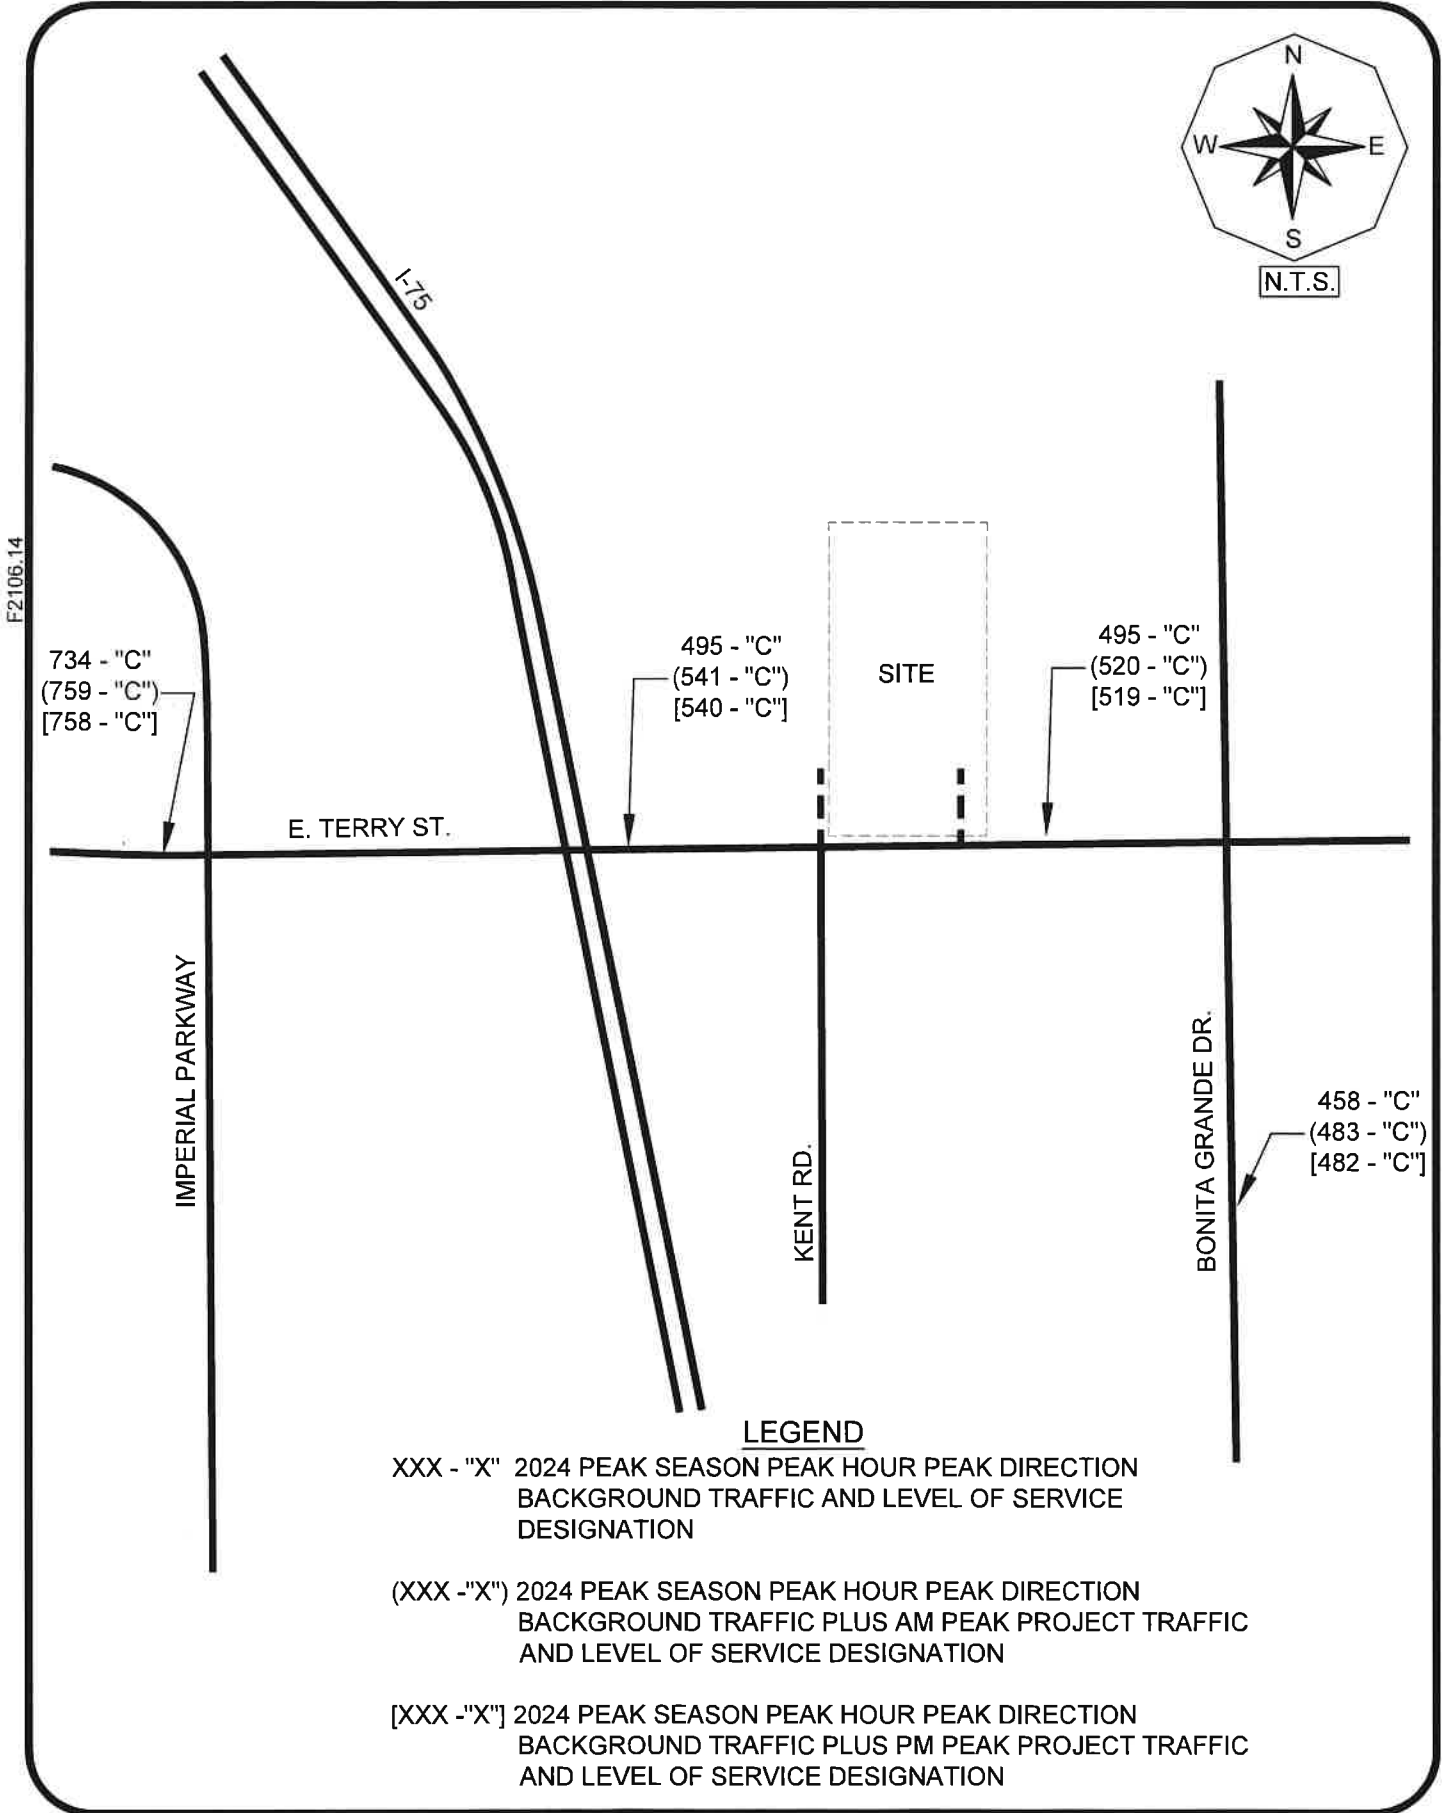 N
W
E
S
N.T.S.
I-75
F2106.14
734 - "C"
(759 - "C")
[758 - "C"]
495 - "C"
(541 - "C")
[540 - "C"]
SITE
495 - "C"
(520 - "C")
[519 - "C"]
E. TERRY ST.
IMPERIAL PARKWAY
KENT RD.
BONITA GRANDE DR.
458 - "C"
(483 - "C")
[482 - "C"]
LEGEND
XXX - "X" 2024 PEAK SEASON PEAK HOUR PEAK DIRECTION
BACKGROUND TRAFFIC AND LEVEL OF SERVICE
DESIGNATION
(XXX -"X") 2024 PEAK SEASON PEAK HOUR PEAK DIRECTION
BACKGROUND TRAFFIC PLUS AM PEAK PROJECT TRAFFIC
AND LEVEL OF SERVICE DESIGNATION
[XXX -"X"] 2024 PEAK SEASON PEAK HOUR PEAK DIRECTION
BACKGROUND TRAFFIC PLUS PM PEAK PROJECT TRAFFIC
AND LEVEL OF SERVICE DESIGNATION